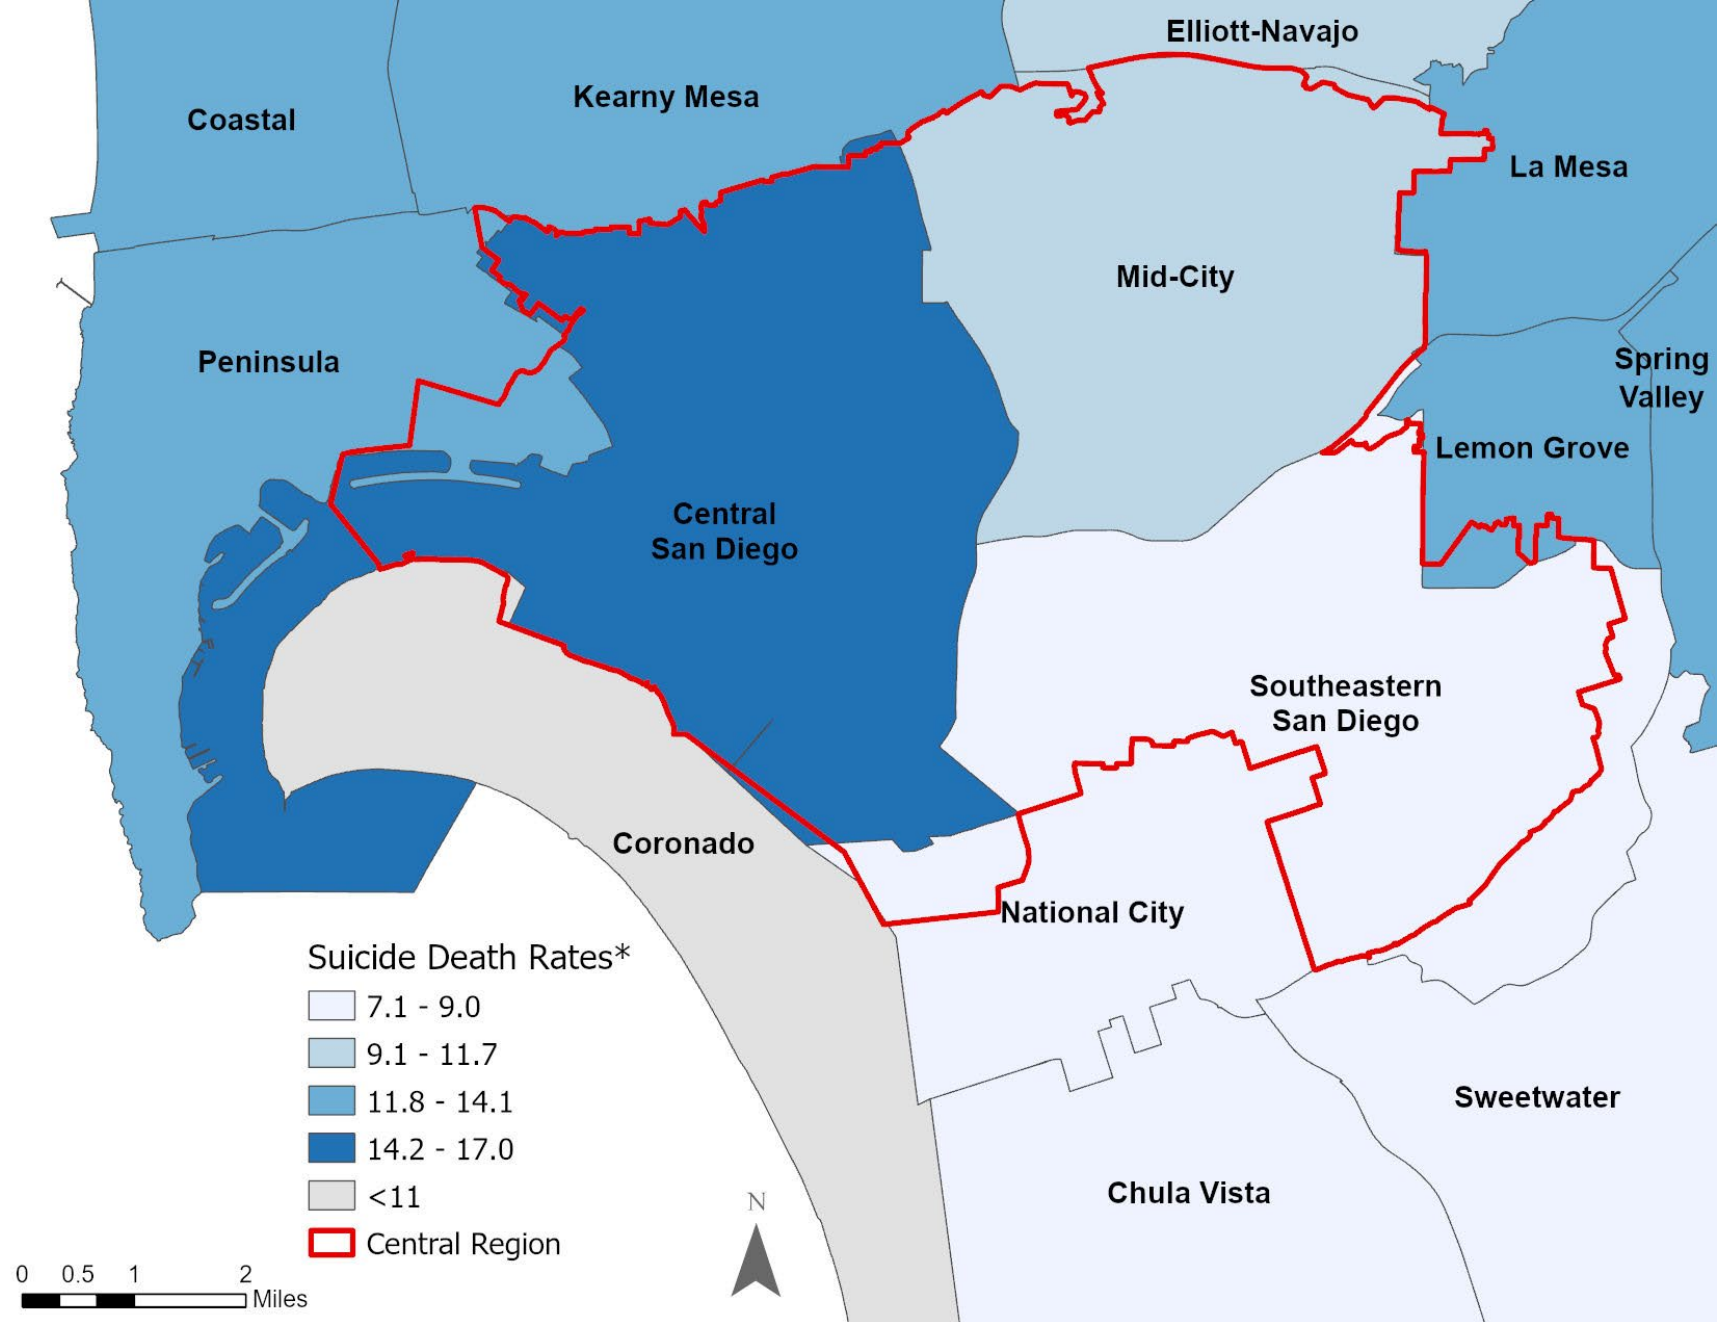 Elliott-Navajo
Kearny Mesa
Coastal
La Mesa
Mid-City
Peninsula
Spring
Valley
Lemon Grove
Central
San Diego
Southeastern
San Diego
Coronado
National City
Sweetwater
Chula Vista
Suicide Death Rates*
7.1 - 9.0
9.1 - 11.7
11.8 - 14.1
14.2 - 17.0
<11
Central Region
N
0 0.5 1 2
Miles